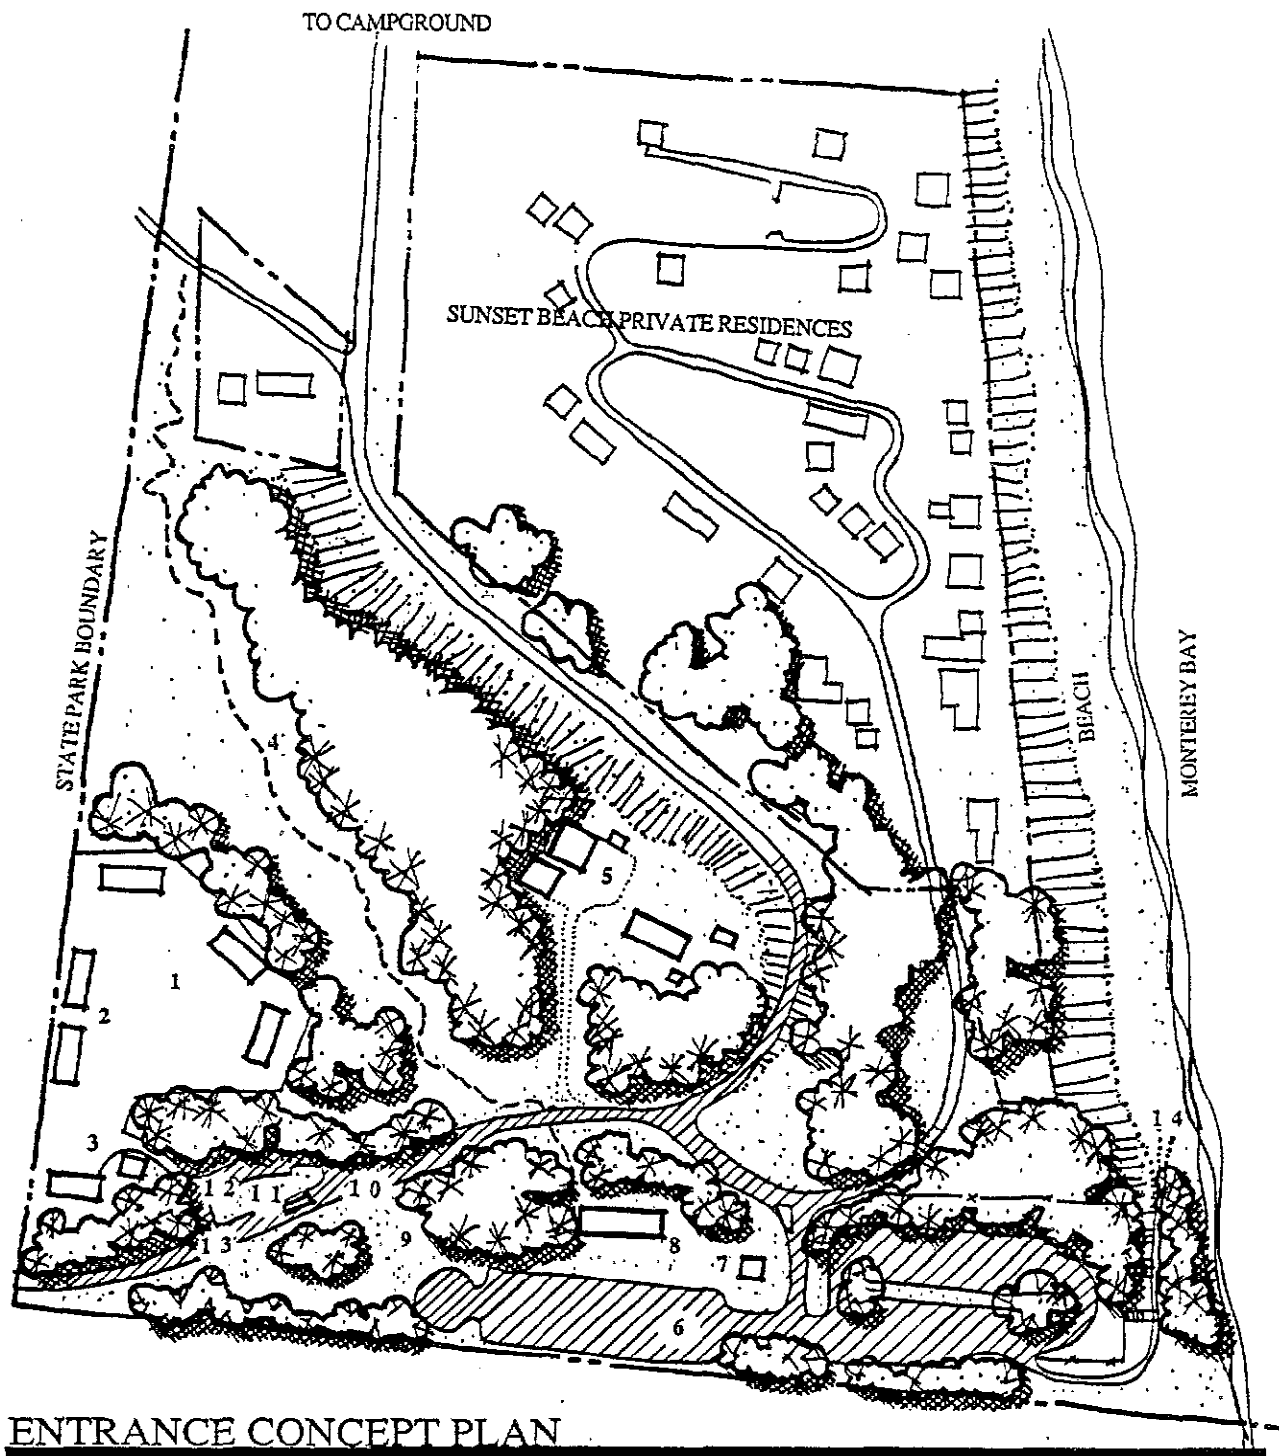 TO CAMPGROUND
SUNSET BEACH PRIVATE RESIDENCES
STATE PARK BOUNDARY
BEACH
MONTEREY BAY
4
5
1
2
3
14
12
11
10
13
9
8
7
6
ENTRANCE CONCEPT PLAN